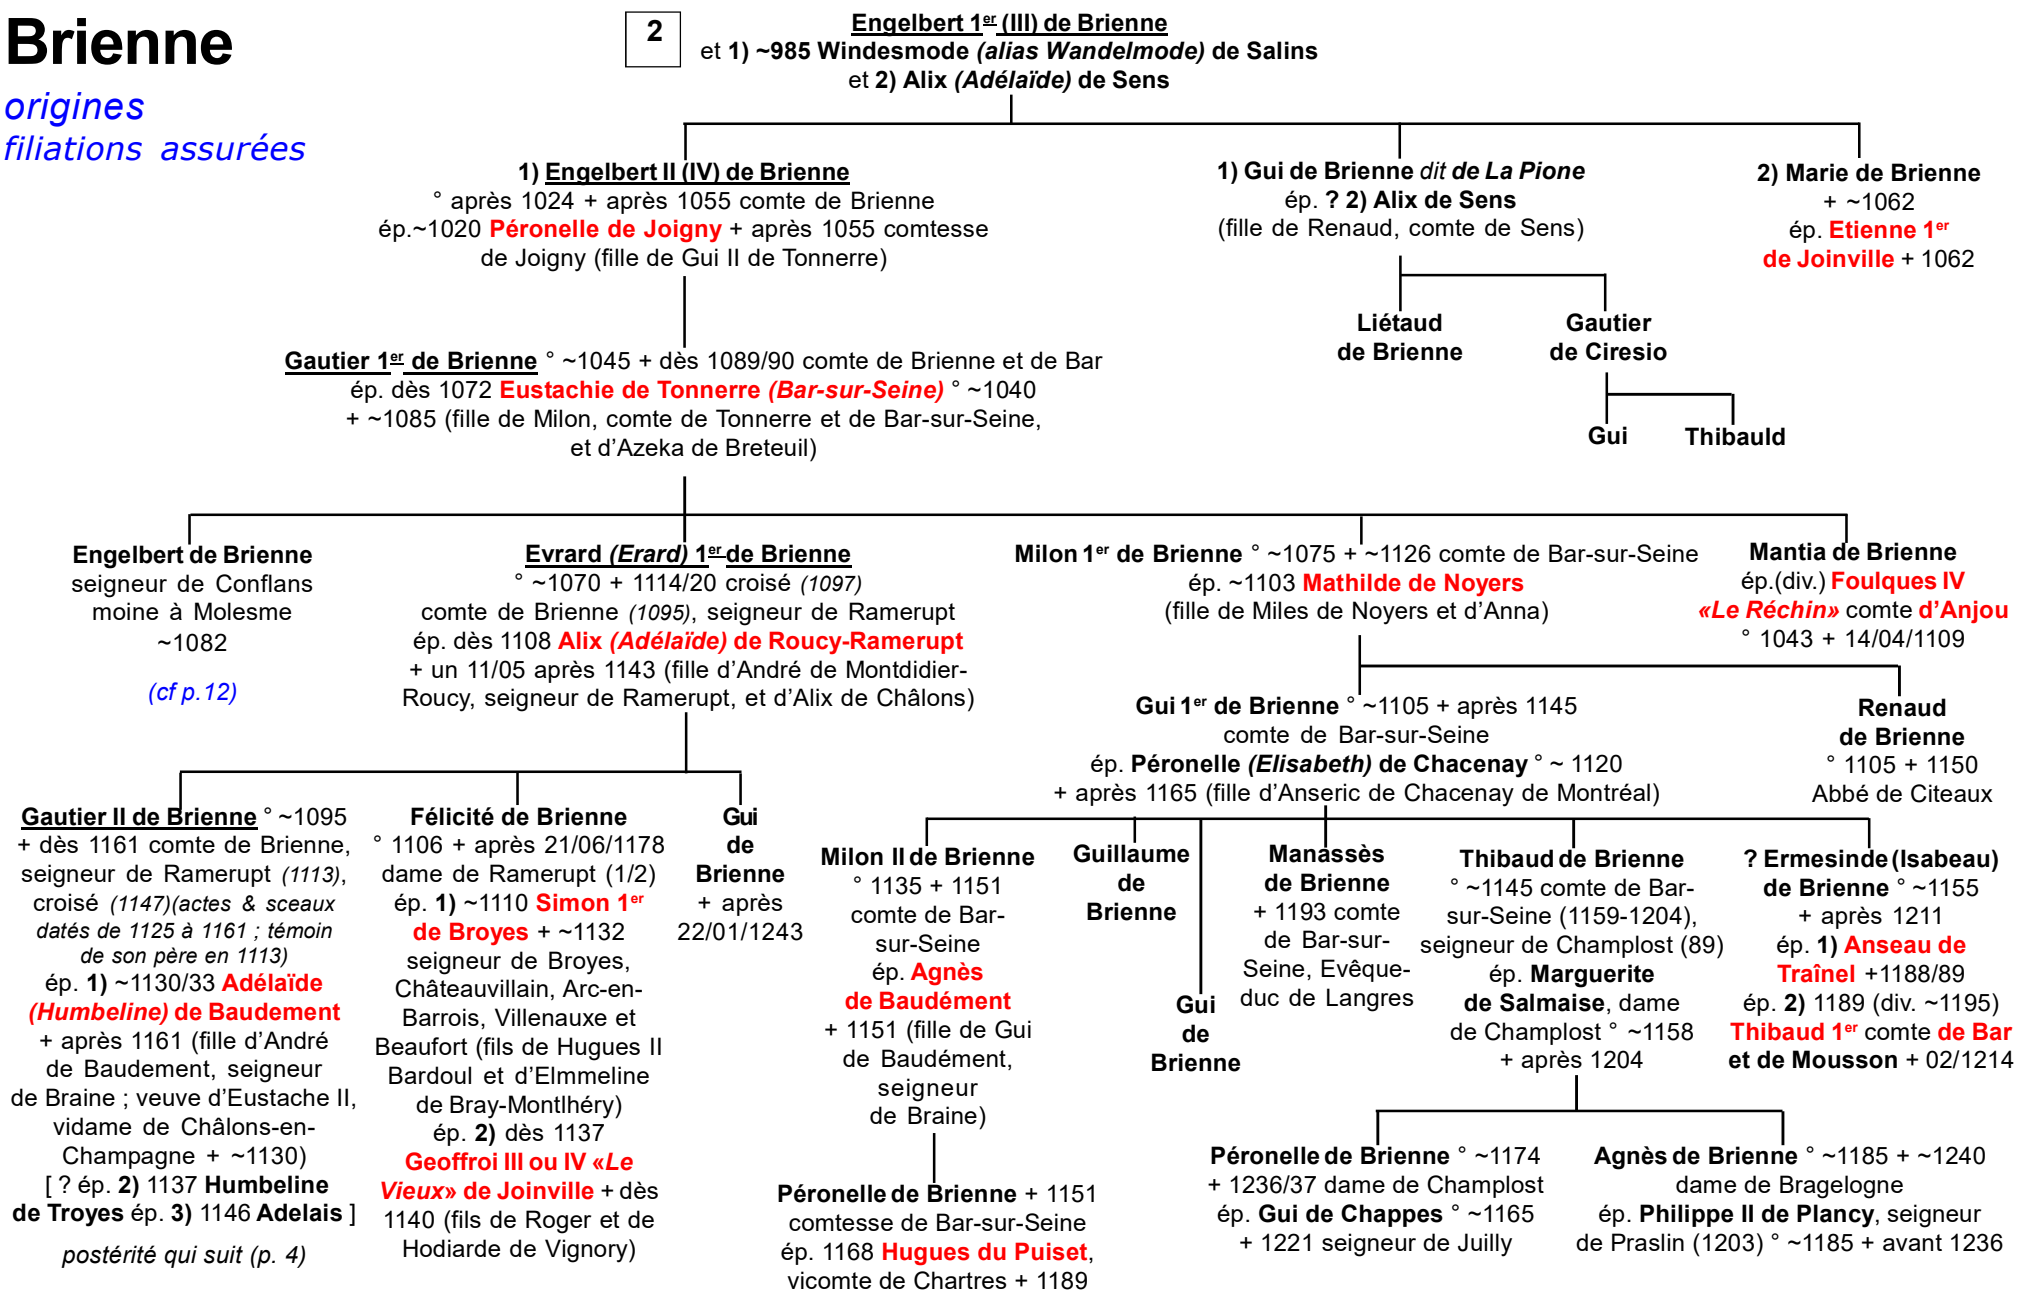 Brienne
origines
filiations assurées
2
Engelbert 1er (III) de Brienne
et 1) ~985 Windesmode (alias Wandelmode) de Salins
et 2) Alix (Adélaïde) de Sens
1) Engelbert II (IV) de Brienne
° après 1024 + après 1055 comte de Brienne
ép.~1020 Péronelle de Joigny + après 1055 comtesse
de Joigny (fille de Gui II de Tonnerre)
1) Gui de Brienne dit de La Pione
ép. ? 2) Alix de Sens
(fille de Renaud, comte de Sens)
2) Marie de Brienne
+ ~1062
ép. Etienne 1er
de Joinville + 1062
Liétaud
de Brienne
Gautier
de Ciresio
Gui
Thibauld
Gautier 1er de Brienne ° ~1045 + dès 1089/90 comte de Brienne et de Bar
ép. dès 1072 Eustachie de Tonnerre (Bar-sur-Seine) ° ~1040
+ ~1085 (fille de Milon, comte de Tonnerre et de Bar-sur-Seine,
et d'Azeka de Breteuil)
Engelbert de Brienne
seigneur de Conflans
moine à Molesme
~1082
(cf p.12)
Evrard (Erard) 1er de Brienne
° ~1070 + 1114/20 croisé (1097)
comte de Brienne (1095), seigneur de Ramerupt
ép. dès 1108 Alix (Adélaïde) de Roucy-Ramerupt
+ un 11/05 après 1143 (fille d'André de Montdidier-
Roucy, seigneur de Ramerupt, et d'Alix de Châlons)
Milon 1er de Brienne ° ~1075 + ~1126 comte de Bar-sur-Seine
ép. ~1103 Mathilde de Noyers
(fille de Miles de Noyers et d'Anna)
Mantia de Brienne
ép.(div.) Foulques IV
«Le Réchin» comte d'Anjou
° 1043 + 14/04/1109
Gui 1er de Brienne ° ~1105 + après 1145
comte de Bar-sur-Seine
ép. Péronelle (Elisabeth) de Chacenay ° ~ 1120
+ après 1165 (fille d'Anseric de Chacenay de Montréal)
Renaud
de Brienne
° 1105 + 1150
Abbé de Citeaux
Gautier II de Brienne ° ~1095
+ dès 1161 comte de Brienne,
seigneur de Ramerupt (1113),
croisé (1147)(actes & sceaux
datés de 1125 à 1161 ; témoin
de son père en 1113)
ép. 1) ~1130/33 Adélaïde
(Humbeline) de Baudement
+ après 1161 (fille d'André
de Baudement, seigneur
de Braine ; veuve d'Eustache II,
vidame de Châlons-en-
Champagne + ~1130)
[ ? ép. 2) 1137 Humbeline
de Troyes ép. 3) 1146 Adelais ]
postérité qui suit (p. 4)
Félicité de Brienne
° 1106 + après 21/06/1178
dame de Ramerupt (1/2)
ép. 1) ~1110 Simon 1er
de Broyes + ~1132
seigneur de Broyes,
Châteauvillain, Arc-en-
Barrois, Villenauxe et
Beaufort (fils de Hugues II
Bardoul et d'Elmmeline
de Bray-Montlhéry)
ép. 2) dès 1137
Geoffroi III ou IV «Le
Vieux» de Joinville + dès
1140 (fils de Roger et de
Hodiarde de Vignory)
Gui
de
Brienne
+ après
22/01/1243
Milon II de Brienne
° 1135 + 1151
comte de Bar-
sur-Seine
ép. Agnès
de Baudément
+ 1151 (fille de Gui
de Baudément,
seigneur
de Braine)
Guillaume
de
Brienne
Gui
de
Brienne
Manassès
de Brienne
+ 1193 comte
de Bar-sur-
Seine, Evêque-
duc de Langres
Thibaud de Brienne
° ~1145 comte de Bar-
sur-Seine (1159-1204),
seigneur de Champlost (89)
ép. Marguerite
de Salmaise, dame
de Champlost ° ~1158
+ après 1204
? Ermesinde (Isabeau)
de Brienne ° ~1155
+ après 1211
ép. 1) Anseau de
Traînel +1188/89
ép. 2) 1189 (div. ~1195)
Thibaud 1er comte de Bar
et de Mousson + 02/1214
Péronelle de Brienne + 1151
comtesse de Bar-sur-Seine
ép. 1168 Hugues du Puiset,
vicomte de Chartres + 1189
Péronelle de Brienne ° ~1174
+ 1236/37 dame de Champlost
ép. Gui de Chappes ° ~1165
+ 1221 seigneur de Juilly
Agnès de Brienne ° ~1185 + ~1240
dame de Bragelogne
ép. Philippe II de Plancy, seigneur
de Praslin (1203) ° ~1185 + avant 1236